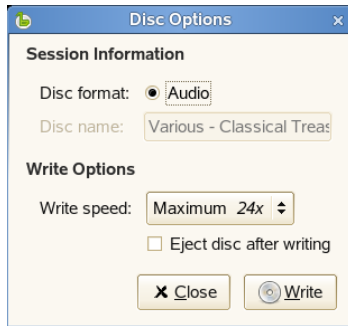 Disc Options
Session Information
Disc format: Audio
Disc name: Various - Classical Treas
Write Options
Write speed: Maximum 24x
Eject disc after writing
Close Write